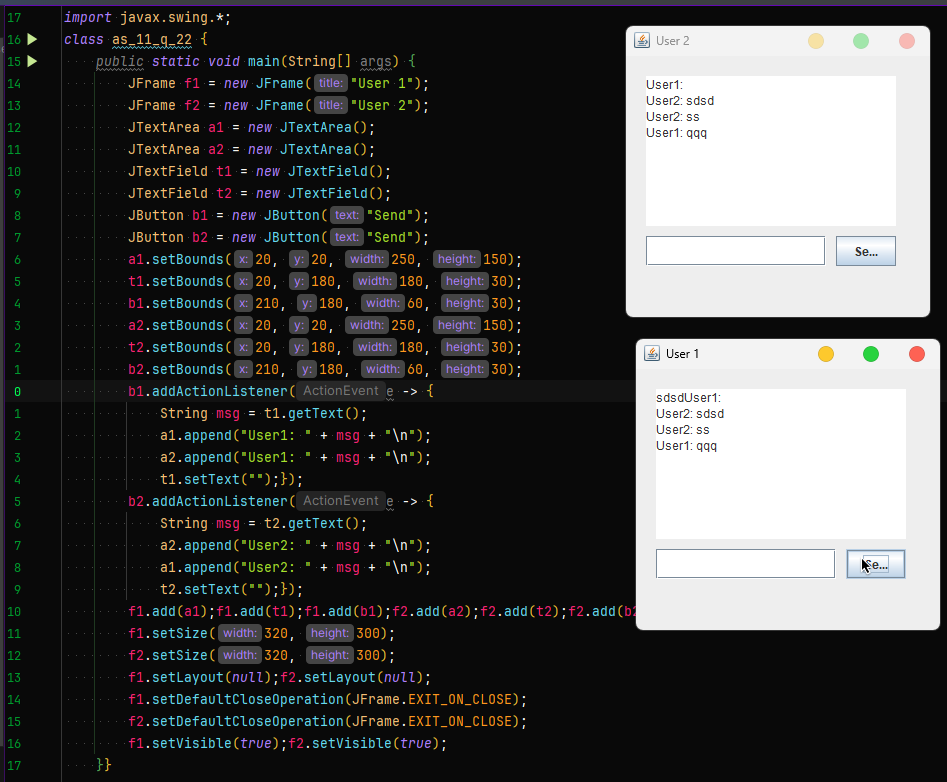 17 import javax.swing.*;
16 class as_11_q_22 {
15 public static void main(String[] args) {
14 JFrame f1 = new JFrame( title: "User 1");
13 JFrame f2 = new JFrame( title: "User 2");
12 JTextArea a1 = new JTextArea();
11 JTextArea a2 = new JTextArea();
10 JTextField t1 = new JTextField();
9 JTextField t2 = new JTextField();
8 JButton b1 = new JButton( text: "Send");
7 JButton b2 = new JButton( text: "Send");
6 a1.setBounds( x: 20, y: 20, width: 250, height: 150);
5 t1.setBounds( x: 20, y: 180, width: 180, height: 30);
4 b1.setBounds( x: 210, y: 180, width: 60, height: 30);
3 a2.setBounds( x: 20, y: 20, width: 250, height: 150);
2 t2.setBounds( x: 20, y: 180, width: 180, height: 30);
1 b2.setBounds( x: 210, y: 180, width: 60, height: 30);
0 b1.addActionListener( ActionEvent e -> {
1 String msg = t1.getText();
2 a1.append("User1: " + msg + "\n");
3 a2.append("User1: " + msg + "\n");
4 t1.setText("");});
5 b2.addActionListener( ActionEvent e -> {
6 String msg = t2.getText();
7 a2.append("User2: " + msg + "\n");
8 a1.append("User2: " + msg + "\n");
9 t2.setText("");});
10 f1.add(a1);f1.add(t1);f1.add(b1);f2.add(a2);f2.add(t2);f2.add(b2
11 f1.setSize( width: 320, height: 300);
12 f2.setSize( width: 320, height: 300);
13 f1.setLayout(null);f2.setLayout(null);
14 f1.setDefaultCloseOperation(JFrame.EXIT_ON_CLOSE);
15 f2.setDefaultCloseOperation(JFrame.EXIT_ON_CLOSE);
16 f1.setVisible(true);f2.setVisible(true);
17 }}
User 2
User1:
User2: sdsd
User2: ss
User1: qqq
Se...
User 1
sdsdUser1:
User2: sdsd
User2: ss
User1: qqq
Se...